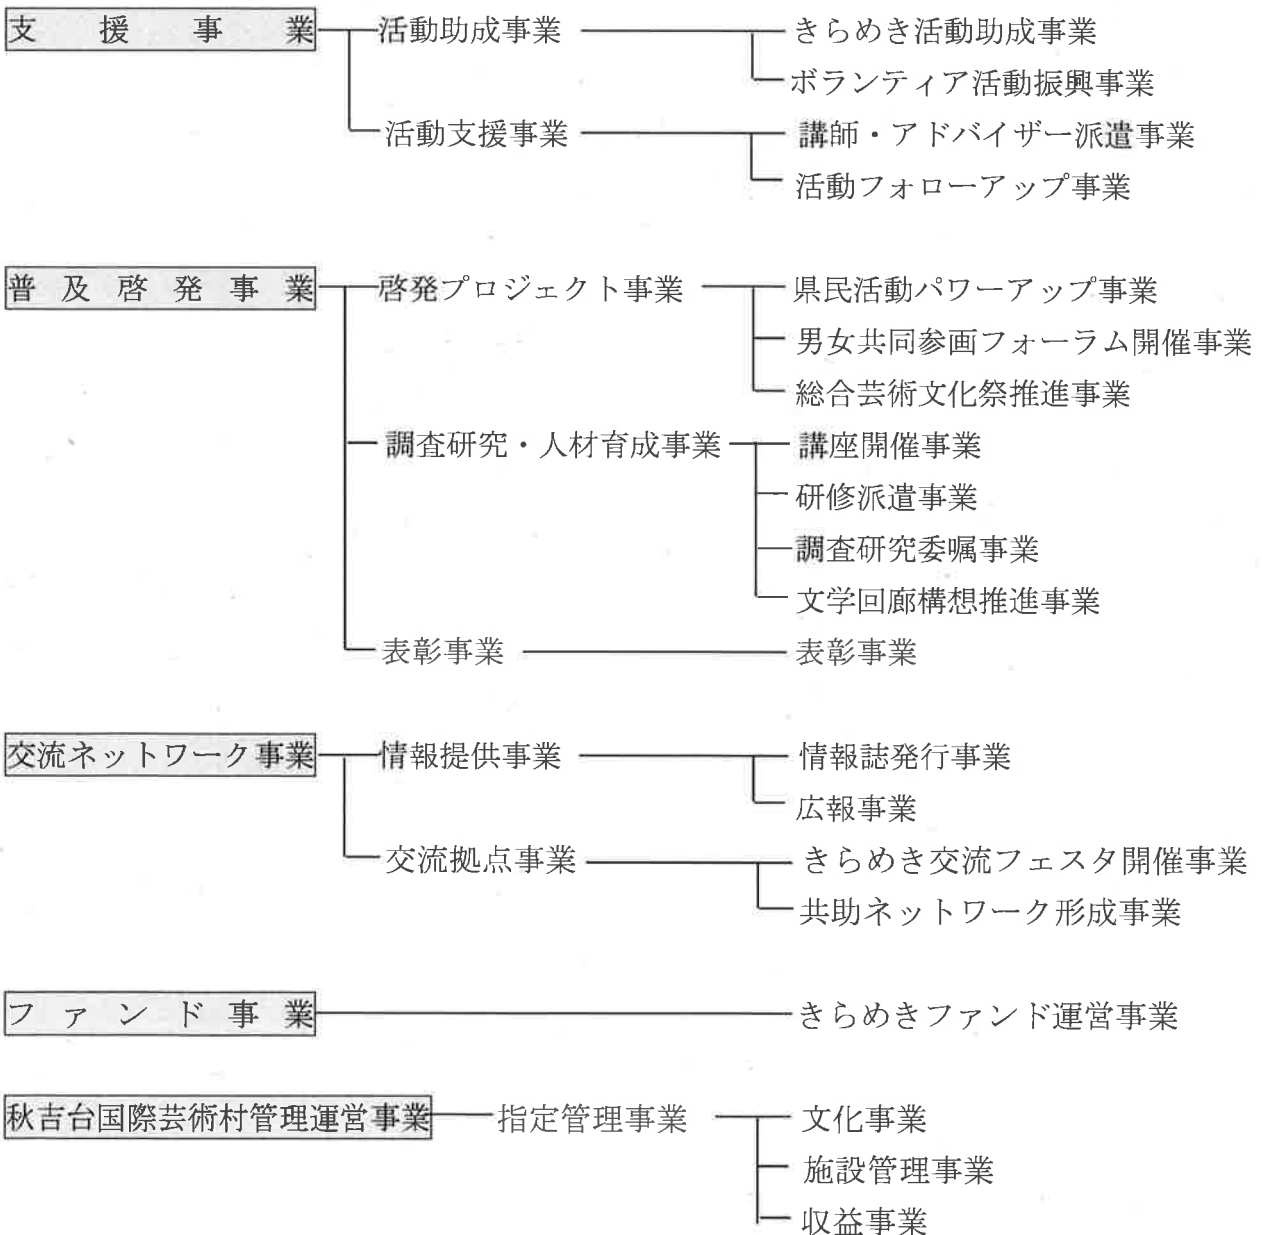 支援事業 活動助成事業 きらめき活動助成事業
ボランティア活動振興事業
活動支援事業 講師・アドバイザー派遣事業
活動フォローアップ事業
普及啓発事業 啓発プロジェクト事業 県民活動パワーアップ事業
男女共同参画フォーラム開催事業
総合芸術文化祭推進事業
調査研究・人材育成事業 講座開催事業
研修派遣事業
調査研究委嘱事業
文学回廊構想推進事業
表彰事業 表彰事業
交流ネットワーク事業 情報提供事業 情報誌発行事業
広報事業
交流拠点事業 きらめき交流フェスタ開催事業
共助ネットワーク形成事業
ファンド事業 きらめきファンド運営事業
秋吉台国際芸術村管理運営事業 指定管理事業 文化事業
施設管理事業
収益事業